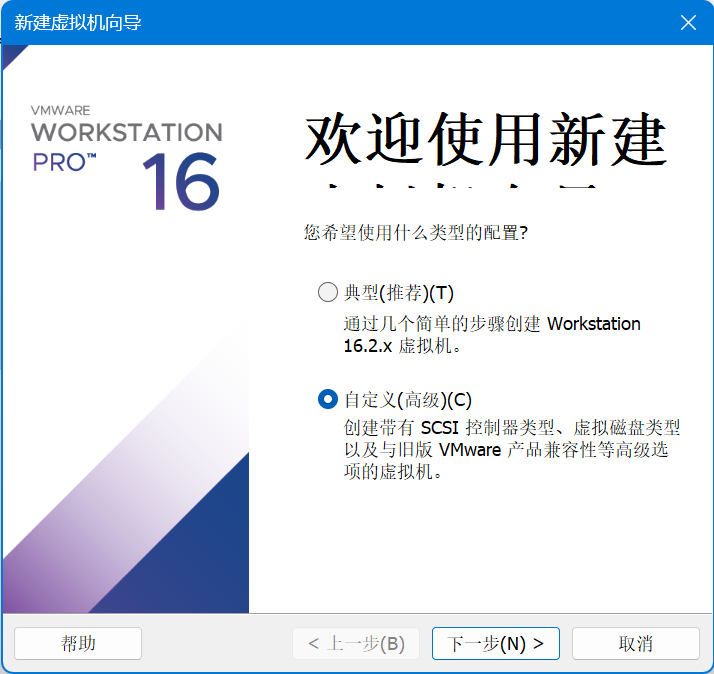 新建虚拟机向导
VMWARE
WORKSTATION
PRO™ 16
欢迎使用新建
您希望使用什么类型的配置?
典型(推荐)(T)
通过几个简单的步骤创建 Workstation
16.2.x 虚拟机。
自定义(高级)(C)
创建带有 SCSI 控制器类型、虚拟磁盘类型
以及与旧版 VMware 产品兼容性等高级选
项的虚拟机。
帮助
< 上一步(B)
下一步(N) >
取消